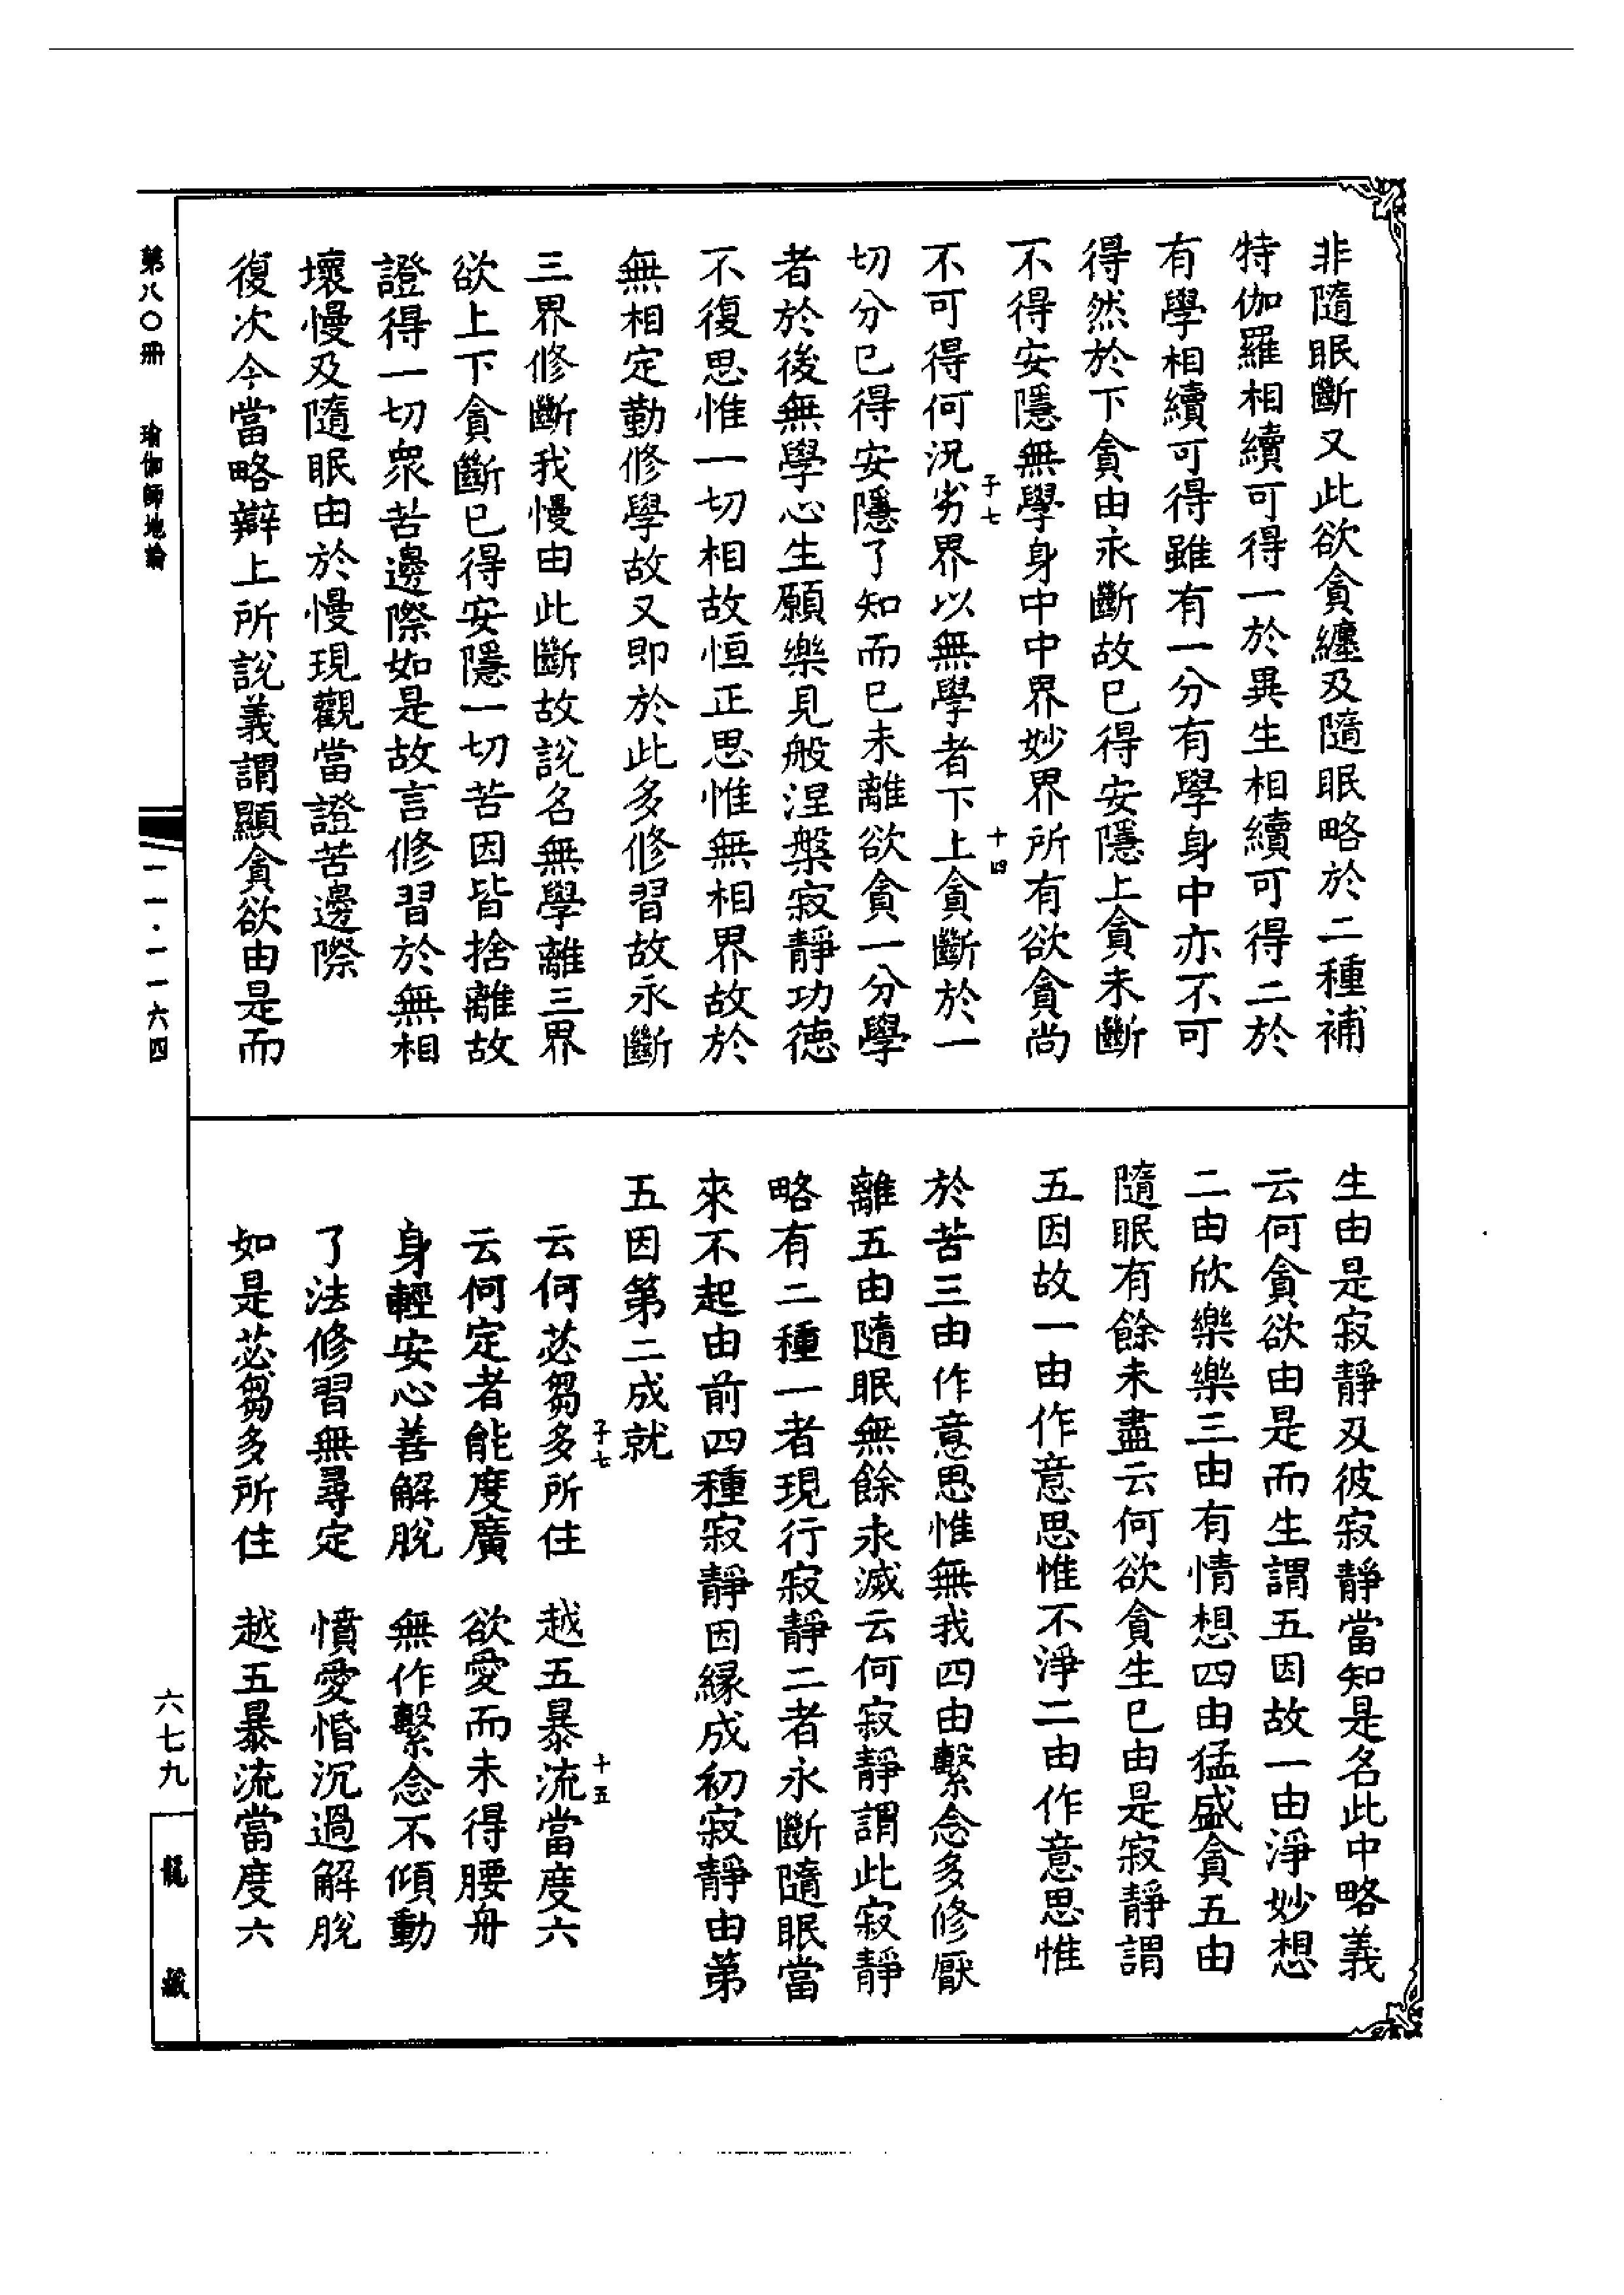 非隨眠斷又此欲貪纏及隨眠略於二種補
特伽羅相續可得一於異生相續可得二於
有學相續可得雖有一分有學身中亦不可
得然於下貪由永斷故已得安隱上貪未斷
不得安隱無學身中中界妙界所有欲貪尚
子七 十四
不可得何況劣界以無學者下上貪斷於一
切分已得安隱了知而已未離欲貪一分學
者於後無學心生願樂見般涅槃寂靜功德
不復思惟一切相故恒正思惟無相界故於
無相定勤修學故又即於此多修習故永斷
三界修斷我慢由此斷故說名無學離三界
欲上下貪斷已得安隱一切苦因皆捨離故
證得一切眾苦邊際如是故言修習於無相
壞慢及隨眠由於慢現觀當證苦邊際
復次今當略辯上所說義謂顯貪欲由是而
生由是寂靜及彼寂靜當知是名此中略義
云何貪欲由是而生謂五因故一由淨妙想
二由欣樂樂三由有情想四由猛盛貪五由
隨眠有餘未盡云何欲貪生已由是寂靜謂
五因故一由作意思惟不淨二由作意思惟
於苦三由作意思惟無我四由繫念多修厭
離五由隨眠無餘永滅云何寂靜謂此寂靜
略有二種一者現行寂靜二者永斷隨眠當
來不起由前四種寂靜因緣成初寂靜由第
五因第二成就
子七 十五
云何苾芻多所住 越五暴流當度六
云何定者能度廣 欲愛而未得腰舟
身輕安心善解脫 無作繫念不傾動
了法修習無尋定 憤愛惛沉過解脫
如是苾芻多所住 越五暴流當度六
第八〇冊 瑜伽師地論
一一·一一六四
六七九
龍藏